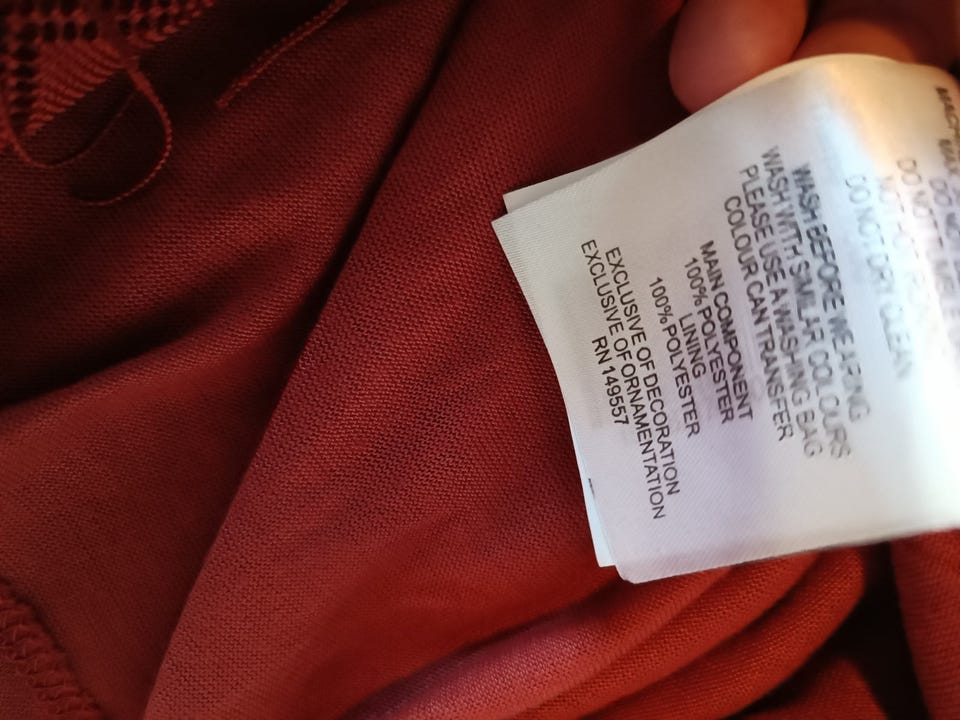 DO NOT DRY CLEAN
WASH BEFORE WEARING
WASH WITH SIMILAR COLOURS
PLEASE USE A WASHING BAG
COLOUR CAN TRANSFER
MAIN COMPONENT
100% POLYESTER
LINING
100% POLYESTER
EXCLUSIVE OF DECORATION
EXCLUSIVE OF ORNAMENTATION
RN 149557